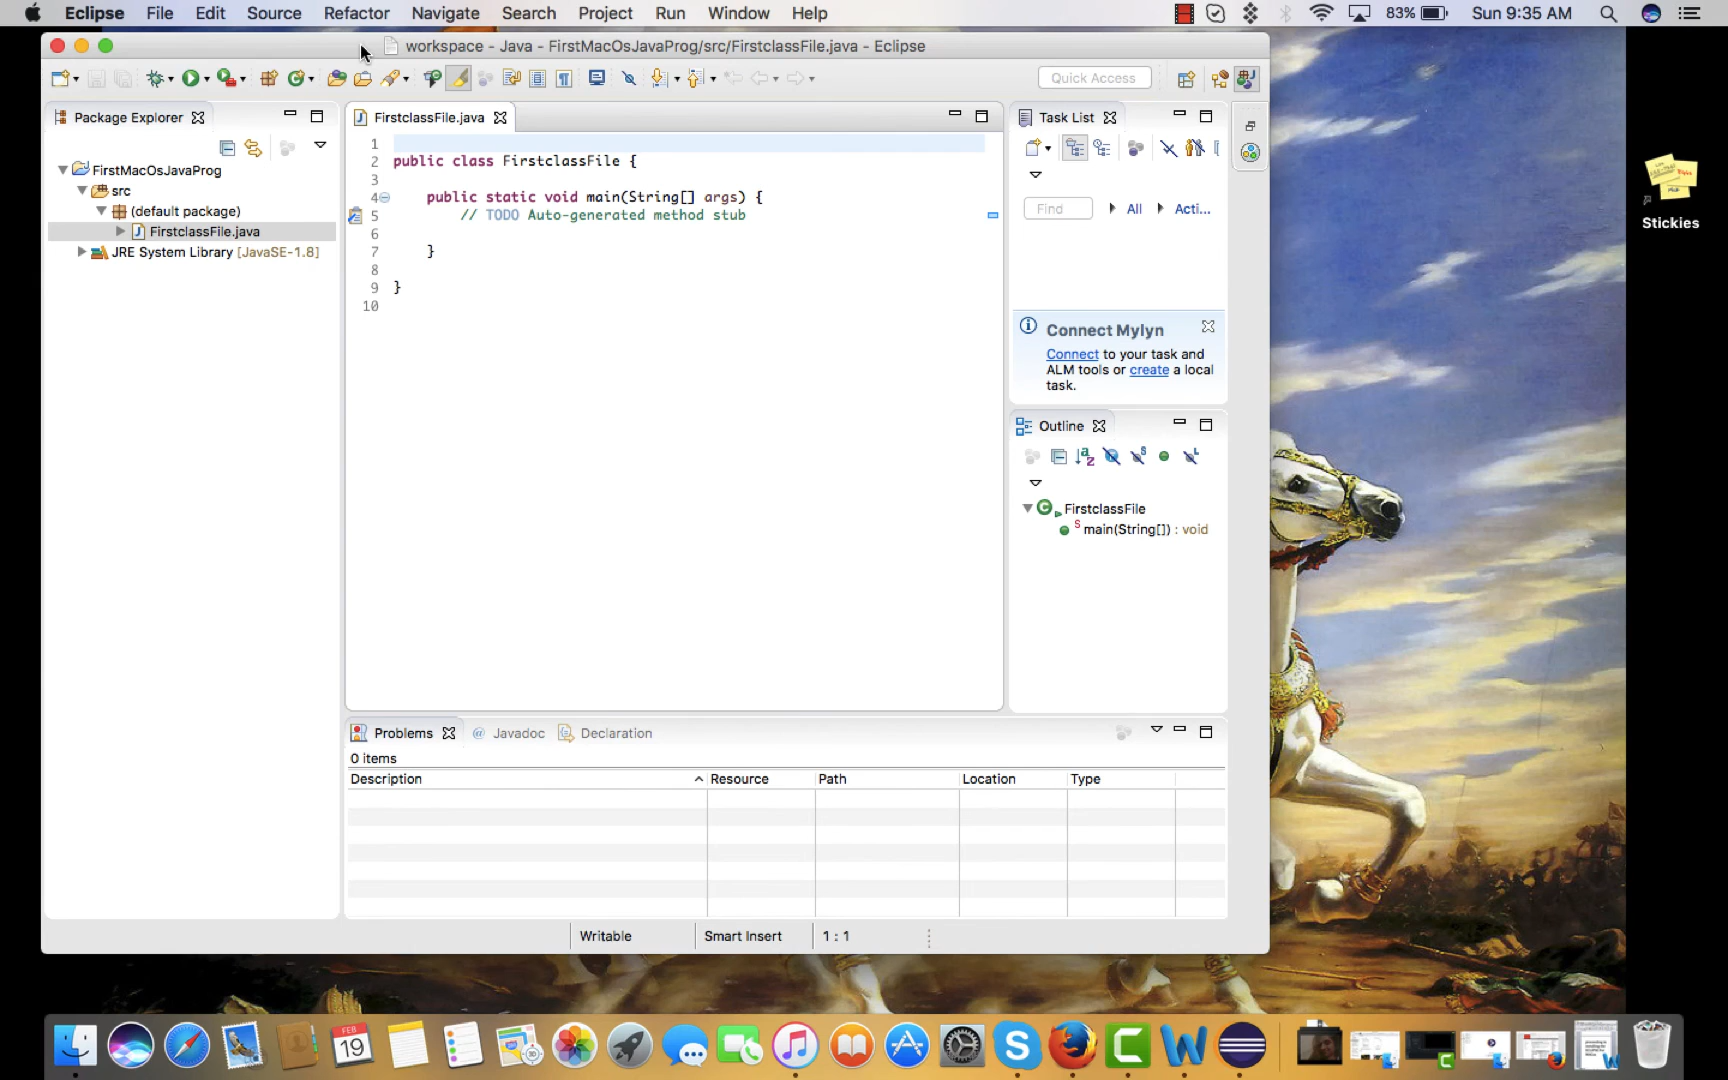 Eclipse File Edit Source Refactor Navigate Search Project Run Window Help 83% Sun 9:35 AM
workspace - Java - FirstMacOsJavaProg/src/FirstclassFile.java - Eclipse
Quick Access
Package Explorer
FirstMacOsJavaProg
src
(default package)
FirstclassFile.java
JRE System Library [JavaSE-1.8]
FirstclassFile.java
1
2 public class FirstclassFile {
3
4 public static void main(String[] args) {
5 // TODO Auto-generated method stub
6
7 }
8
9 }
10
Task List
Find All Acti...
Connect Mylyn
Connect to your task and
ALM tools or create a local
task.
Outline
FirstclassFile
main(String[]) : void
Problems @ Javadoc Declaration
0 items
Description Resource Path Location Type
Writable Smart Insert 1 : 1
Stickies
FEB
19